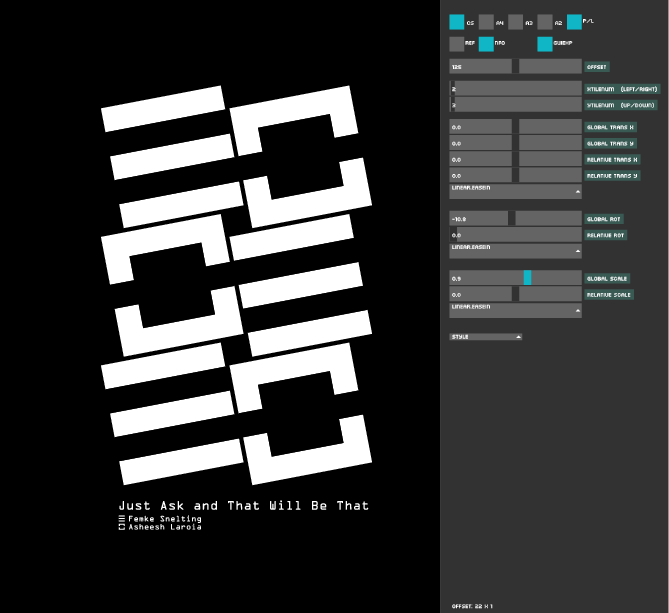 CS A4 A3 A2 P/L
REF INFO GUIDEP
125 OFFSET
2 XTILENUM (LEFT/RIGHT)
3 YTILENUM (UP/DOWN)
0.0 GLOBAL TRANS X
0.0 GLOBAL TRANS Y
0.0 RELATIVE TRANS X
0.0 RELATIVE TRANS Y
LINEAR.EASEIN
-10.8 GLOBAL ROT
0.0 RELATIVE ROT
LINEAR.EASEIN
0.9 GLOBAL SCALE
0.0 RELATIVE SCALE
LINEAR.EASEIN
STYLE
Just Ask and That Will Be That
Femke Snelting
Asheesh Laroia
OFFSET: 22 X 1